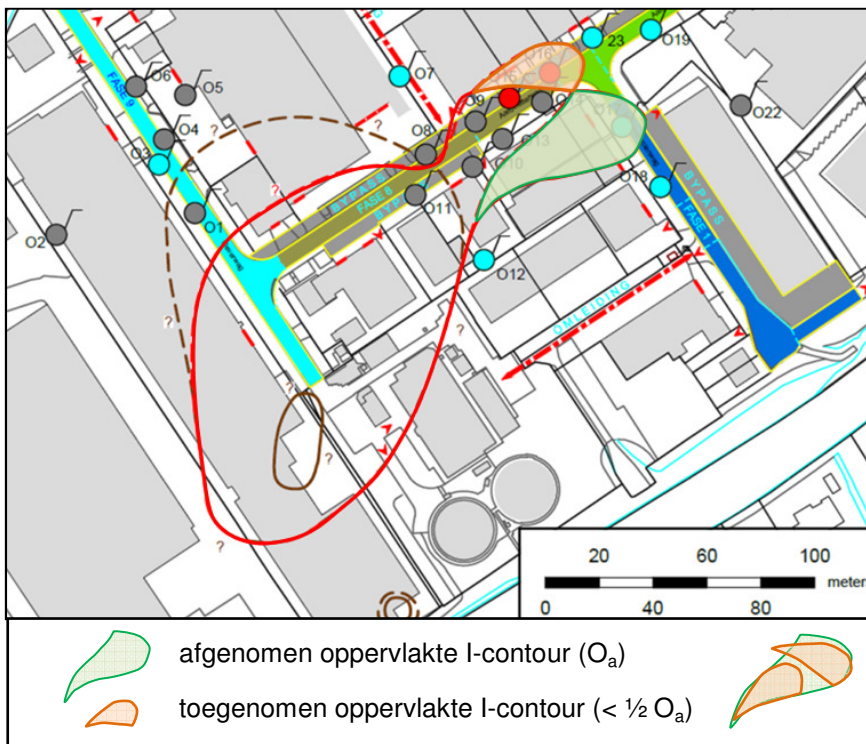 O6
O5
FASE 9
O4
O3
O1
O2
O7
O9
O8
O16
O13
O10
O11
O12
23
O19
O22
O18
BYPASS
FASE 8
BYPASS
FASE 1
OMLEIDING
?
?
?
?
?
?
?
?
?
20 60 100
meter
0 40 80
afgenomen oppervlakte I-contour (Oa)
toegenomen oppervlakte I-contour (< ½ Oa)